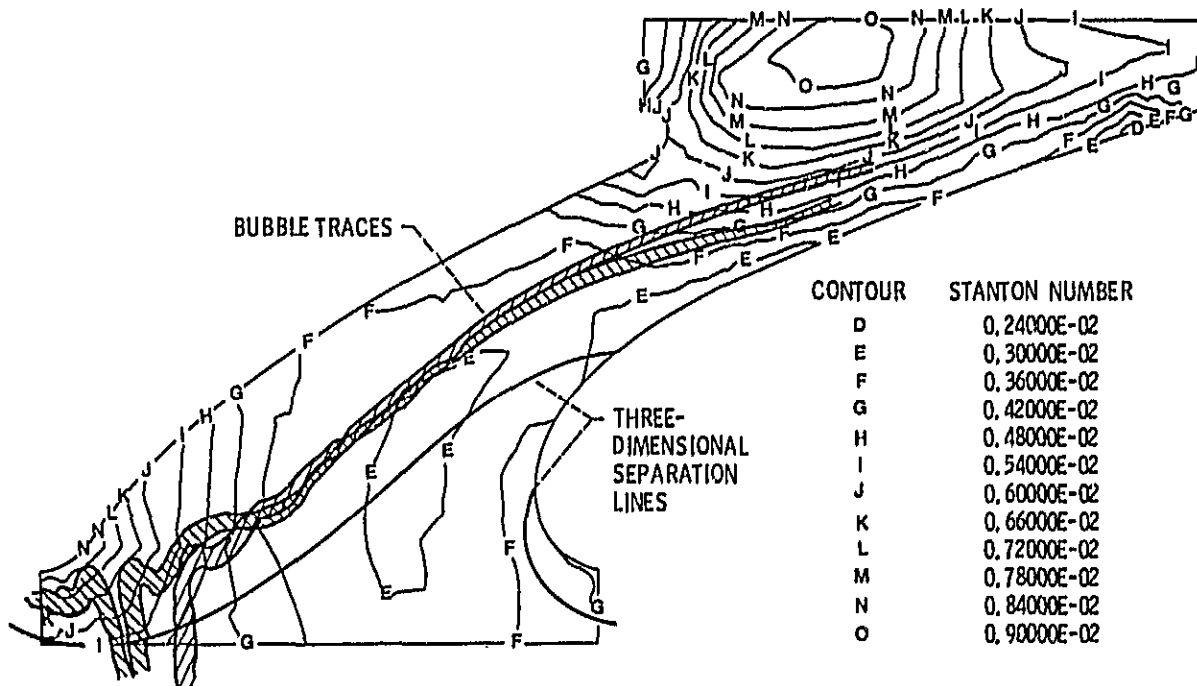 M N O N M L K J I
G L I
K O J I H G
H J N N G
J M M I H D E F G
L L J F E
K K G
J J H F
I I G
BUBBLE TRACES H H F
G G
F F F E
E
E CONTOUR STANTON NUMBER
F D 0.24000E-02
F E E 0.30000E-02
F 0.36000E-02
G G 0.42000E-02
H THREE- H 0.48000E-02
I DIMENSIONAL I 0.54000E-02
J E E SEPARATION J 0.60000E-02
K LINES K 0.66000E-02
L L 0.72000E-02
N F M 0.78000E-02
N E G N 0.84000E-02
K J I G F O 0.90000E-02